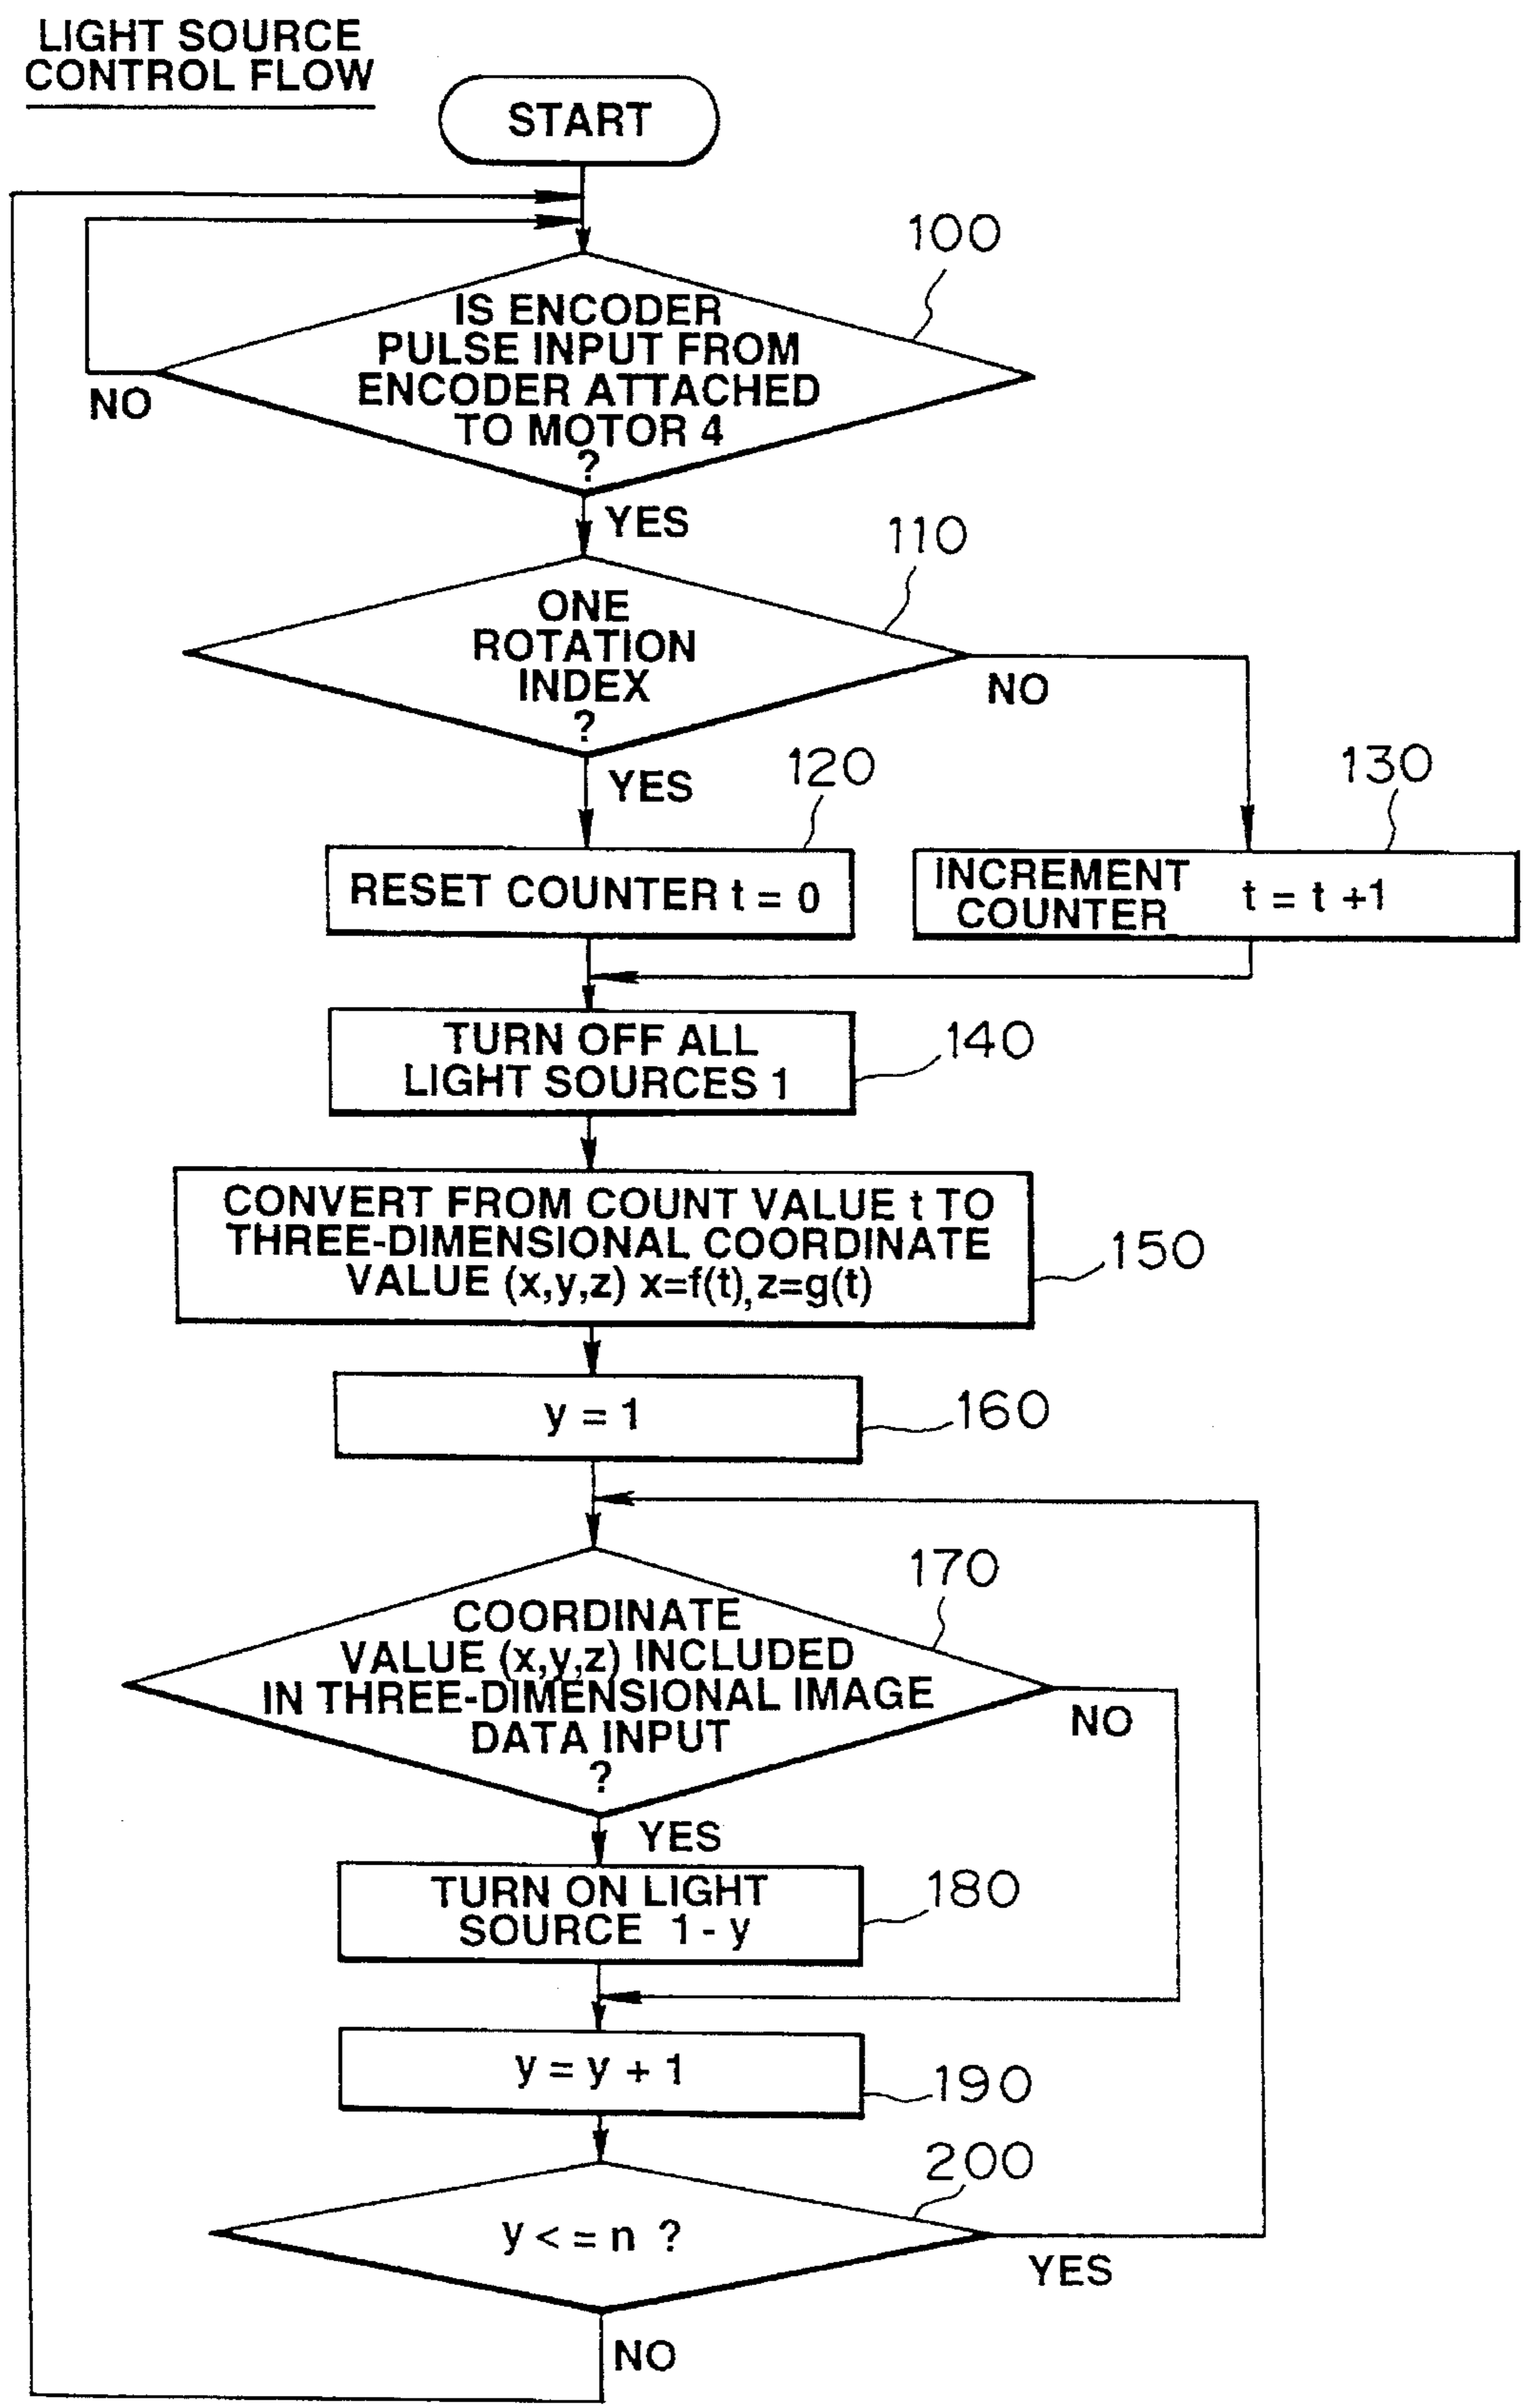 LIGHT SOURCE
CONTROL FLOW
START
100
IS ENCODER
PULSE INPUT FROM
ENCODER ATTACHED
TO MOTOR 4
?
NO
YES
110
ONE
ROTATION
INDEX
?
NO
YES
120
130
RESET COUNTER t = 0
INCREMENT
COUNTER t = t +1
TURN OFF ALL
LIGHT SOURCES 1
140
CONVERT FROM COUNT VALUE t TO
THREE-DIMENSIONAL COORDINATE
VALUE (x,y,z) x=f(t),z=g(t)
150
y = 1
160
170
COORDINATE
VALUE (x,y,z) INCLUDED
IN THREE-DIMENSIONAL IMAGE
DATA INPUT
?
NO
YES
TURN ON LIGHT
SOURCE 1 - y
180
y = y + 1
190
200
y < = n ?
YES
NO